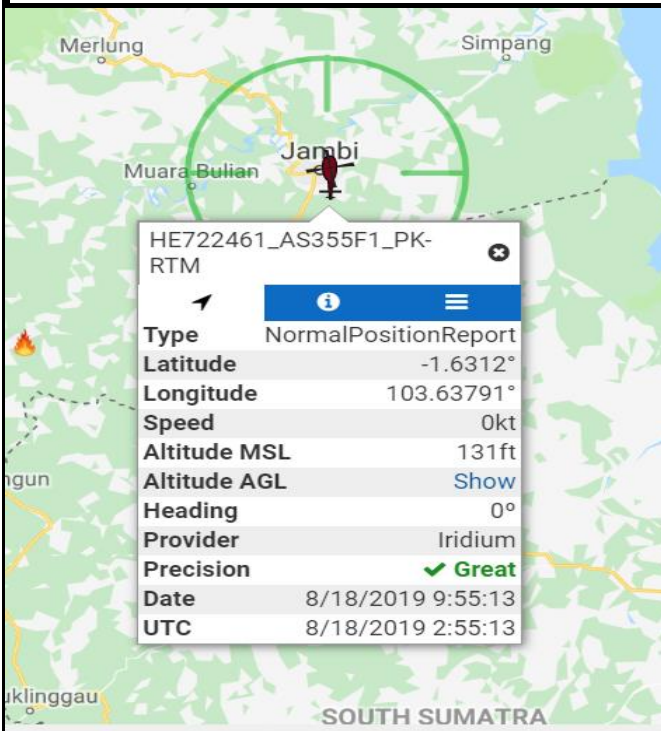 Merlung
Simpang
Jambi
Muara Bulian
HE722461_AS355F1_PK-
RTM
Type NormalPositionReport
Latitude -1.6312°
Longitude 103.63791°
Speed 0kt
Altitude MSL 131ft
ngun
Altitude AGL Show
Heading 0°
Provider Iridium
Precision ✔ Great
Date 8/18/2019 9:55:13
UTC 8/18/2019 2:55:13
uklinggau
SOUTH SUMATRA